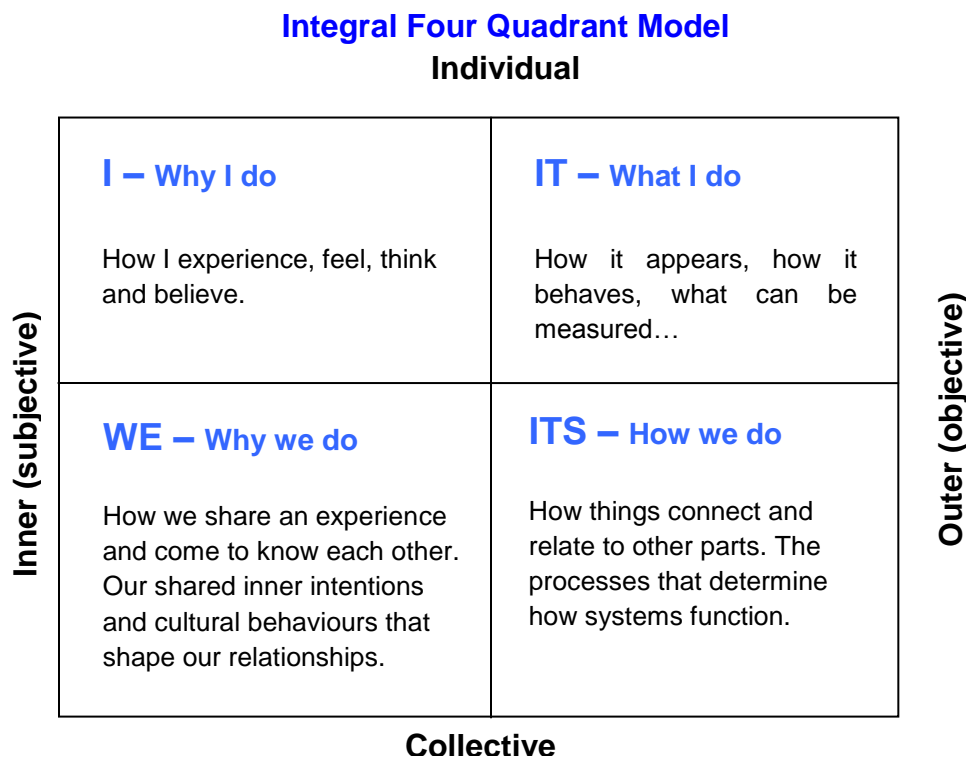 Integral Four Quadrant Model
Individual
I – Why I do
How I experience, feel, think
and believe.
IT – What I do
How it appears, how it
behaves, what can be
measured…
Inner (subjective)
Outer (objective)
WE – Why we do
How we share an experience
and come to know each other.
Our shared inner intentions
and cultural behaviours that
shape our relationships.
ITS – How we do
How things connect and
relate to other parts. The
processes that determine
how systems function.
Collective